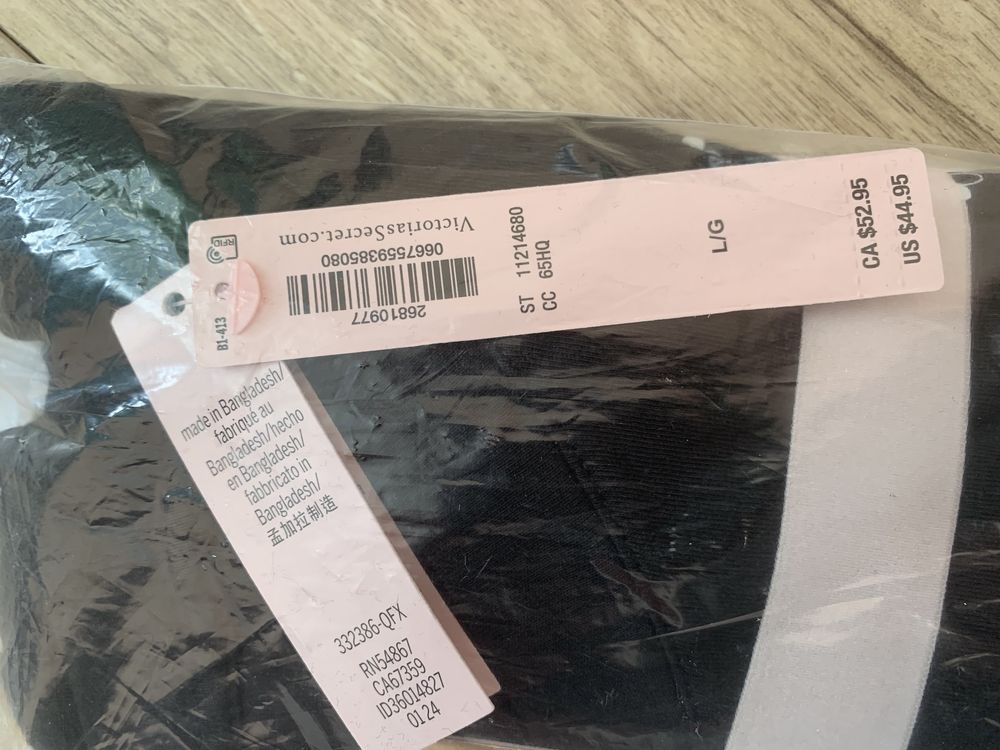 RFID
B1-413
VictoriasSecret.com
0667559385080
26810977
ST 11214680
CC 65HQ
L/G
CA $52.95
US $44.95
made in Bangladesh/
fabriqué au
Bangladesh/hecho
en Bangladesh/
fabbricato in
Bangladesh/
孟加拉制造
332386-QFX
RN54867
CA67359
ID36014827
0124